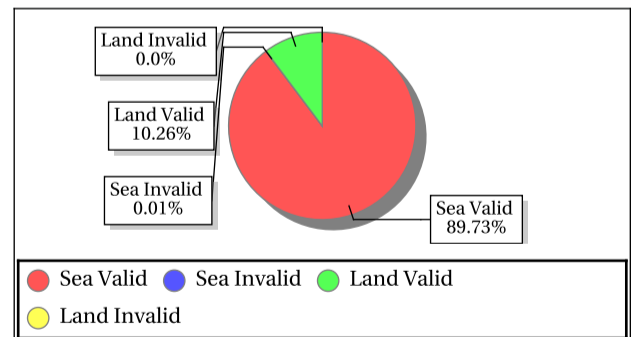 Land Invalid
0.0%
Land Valid
10.26%
Sea Invalid
0.01%
Sea Valid
89.73%
Sea Valid Sea Invalid Land Valid
Land Invalid